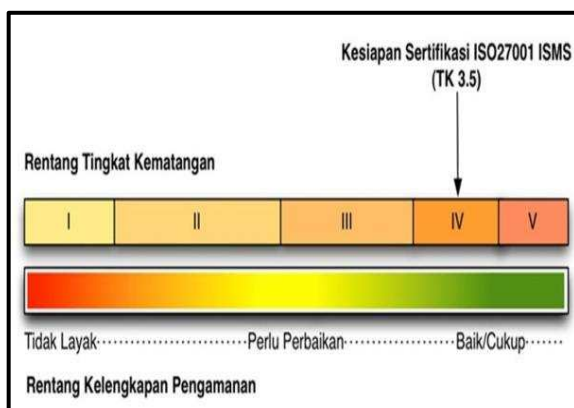 Kesiapan Sertifikasi ISO27001 ISMS
(TK 3.5)
Rentang Tingkat Kematangan
I II III IV V
Tidak Layak Perlu Perbaikan Baik/Cukup
Rentang Kelengkapan Pengamanan